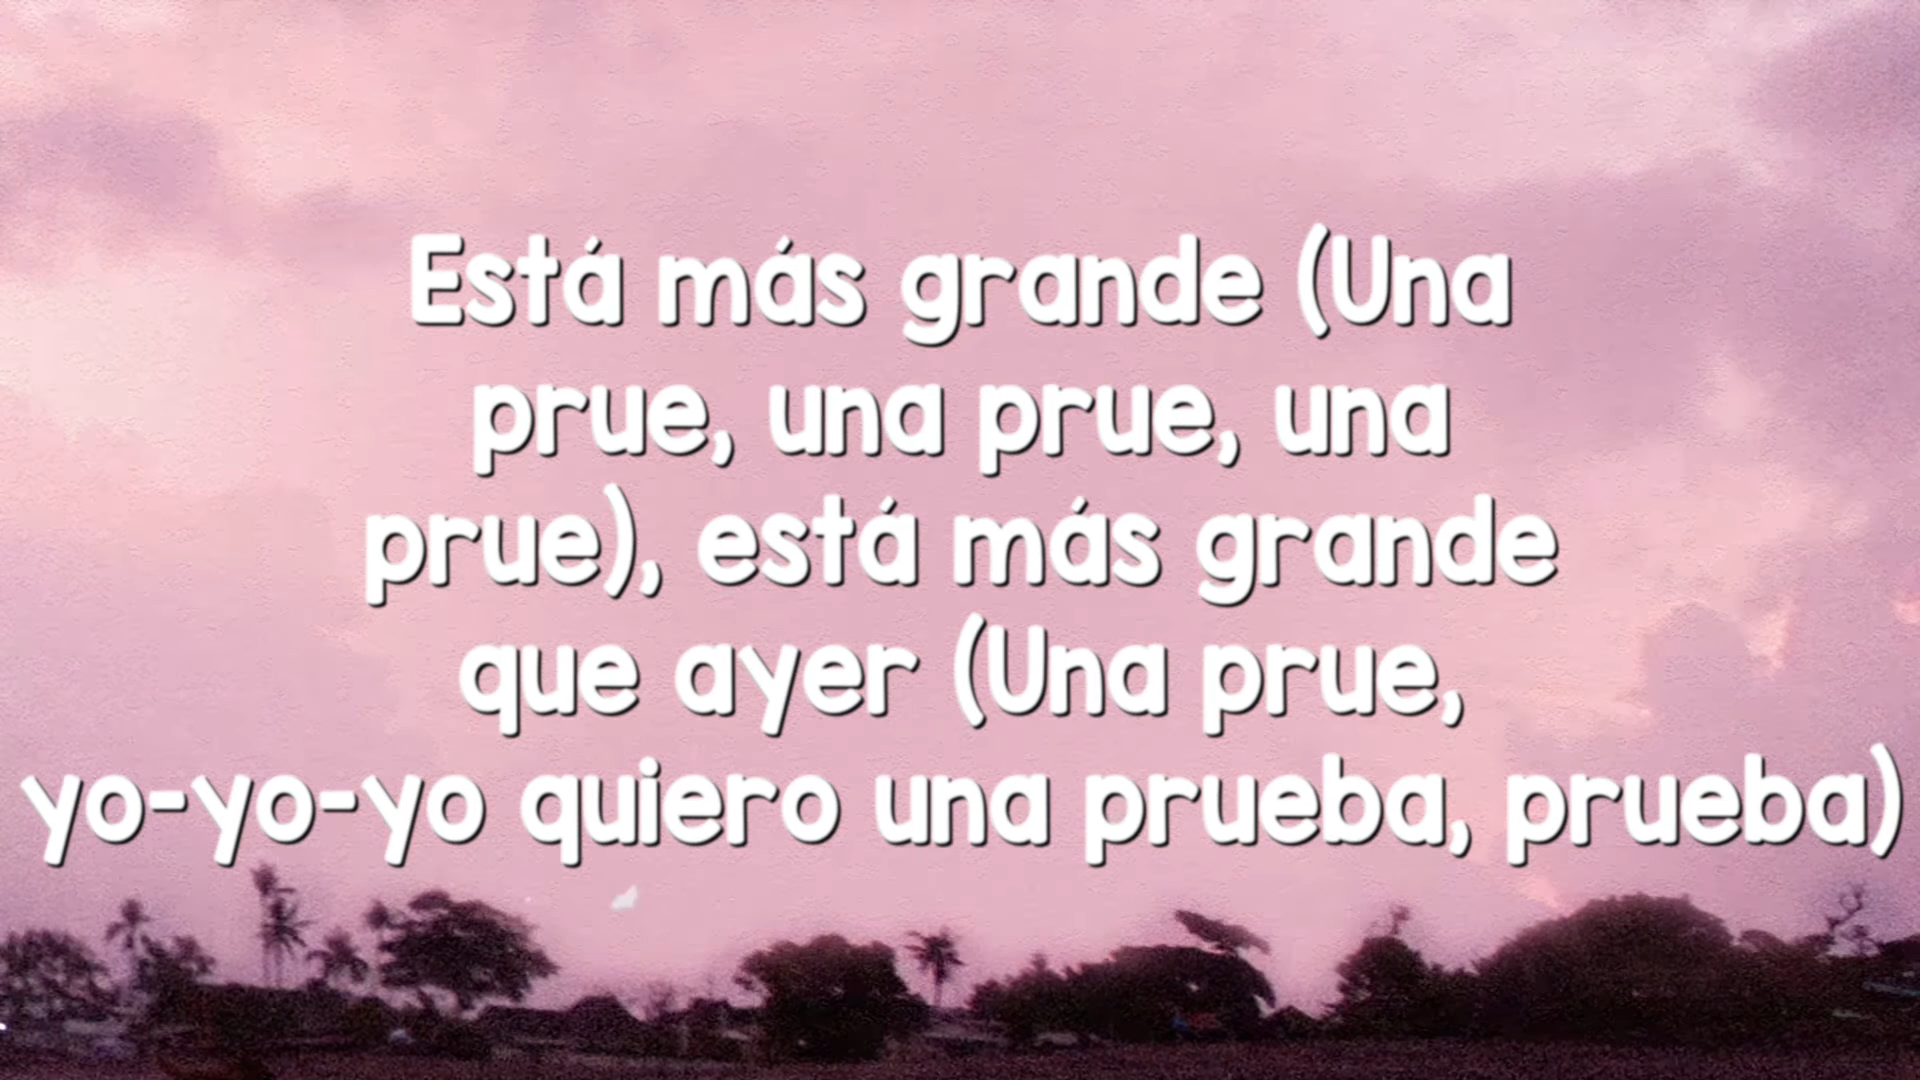 Está más grande (Una
prue, una prue, una
prue), está más grande
que ayer (Una prue,
yo-yo-yo quiero una prueba, prueba)